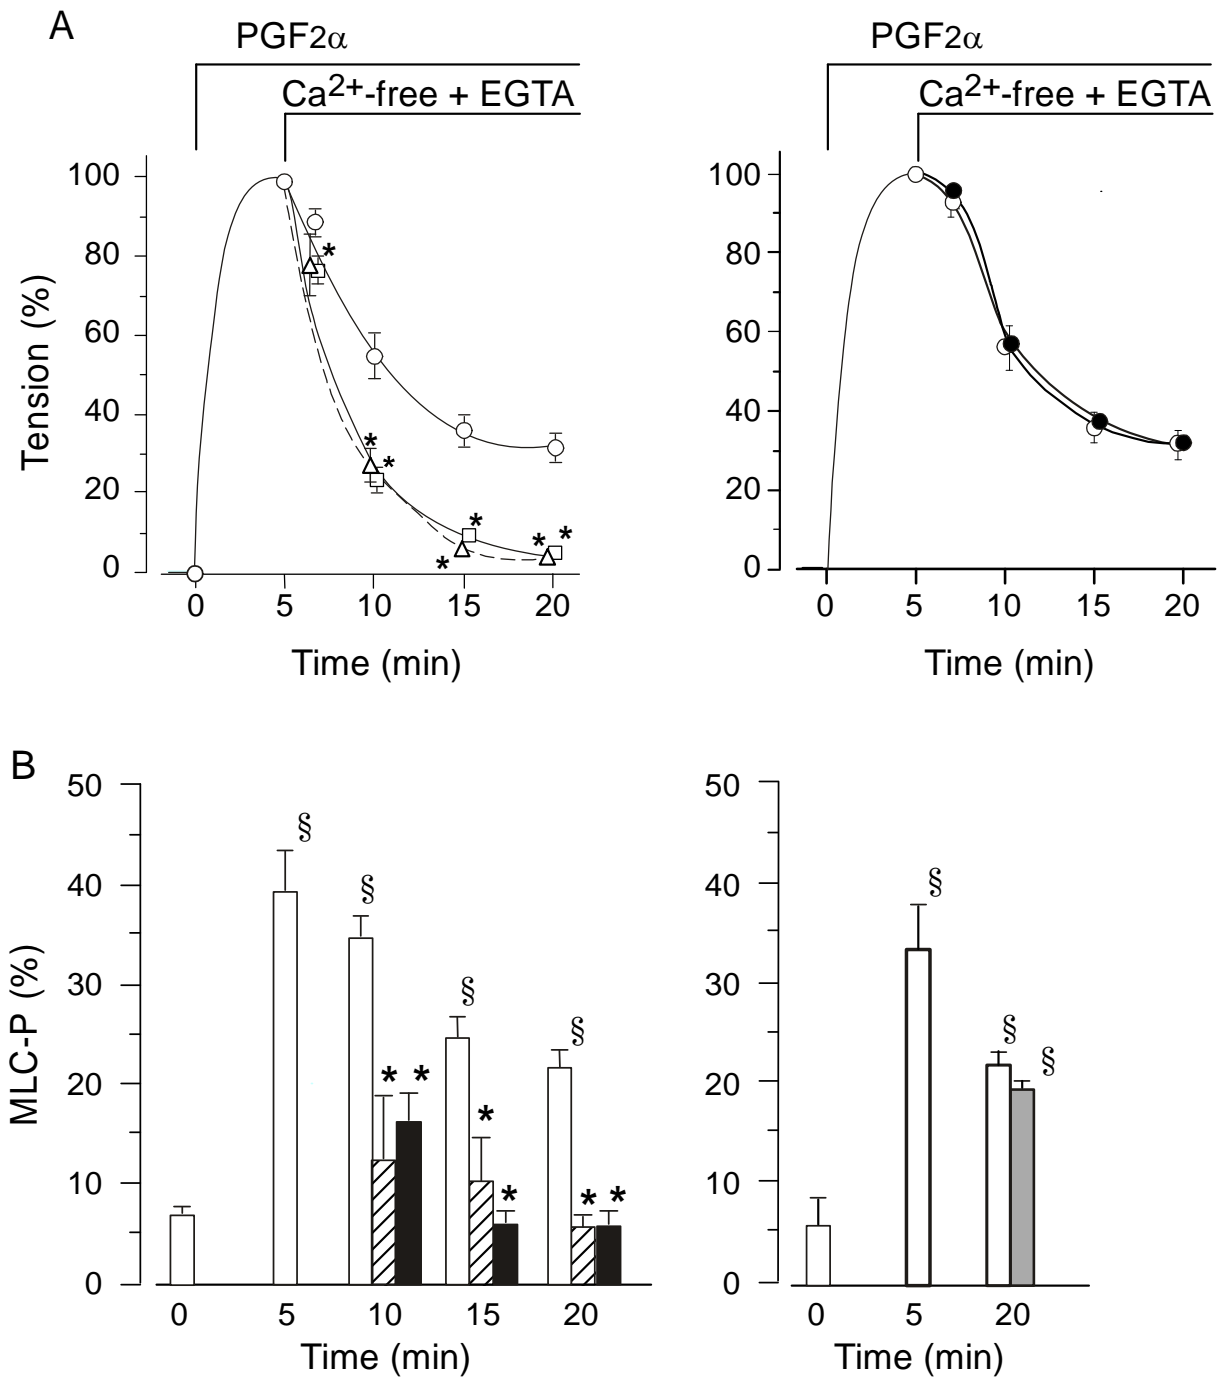 A
PGF2α
Ca2+-free + EGTA
Tension (%)
100
80
60
40
20
0
* * * * * * *
0 5 10 15 20
Time (min)
PGF2α
Ca2+-free + EGTA
100
80
60
40
20
0
0 5 10 15 20
Time (min)
B
MLC-P (%)
50
40
30
20
10
0
§ § § §
* * * * * *
0 5 10 15 20
Time (min)
50
40
30
20
10
0
§ § §
0 5 20
Time (min)